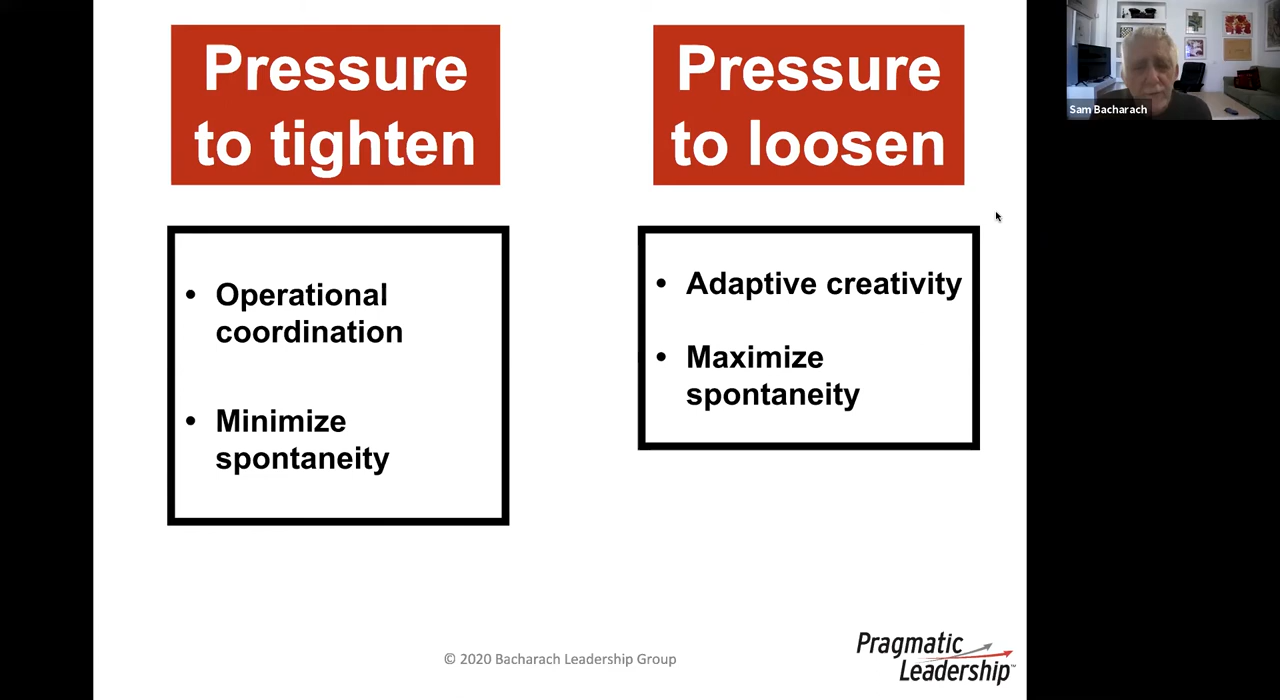 Pressure
to tighten
Pressure
to loosen
Sam Bacharach
• Operational
coordination
• Minimize
spontaneity
• Adaptive creativity
• Maximize
spontaneity
© 2020 Bacharach Leadership Group
Pragmatic
Leadership™